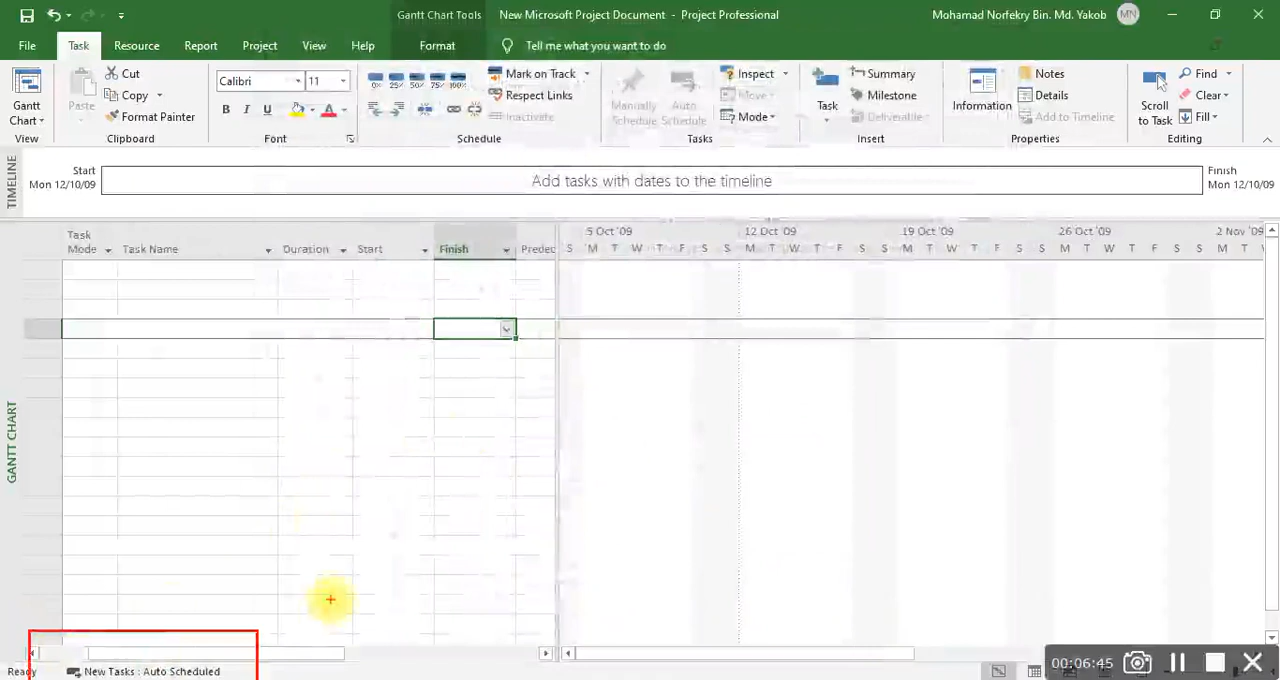 Gantt Chart Tools New Microsoft Project Document - Project Professional Mohamad Norfekry Bin. Md. Yakob MN
File Task Resource Report Project View Help Format Tell me what you want to do
Gantt Chart
View
Paste
Cut
Copy
Format Painter
Clipboard
Calibri 11
B I U A
Font
0% 25% 50% 75% 100%
Mark on Track
Respect Links
Inactivate
Schedule
Manually Schedule
Auto Schedule
Inspect
Move
Mode
Tasks
Task
Summary
Milestone
Deliverable
Insert
Information
Notes
Details
Add to Timeline
Properties
Scroll to Task
Find
Clear
Fill
Editing
TIMELINE
Start
Mon 12/10/09
Add tasks with dates to the timeline
Finish
Mon 12/10/09
Task Mode Task Name Duration Start Finish Predec
5 Oct '09 12 Oct '09 19 Oct '09 26 Oct '09 2 Nov '09
S M T W T F S S M T W T F S S M T W T F S S M T W T F S S M T W
GANTT CHART
Ready New Tasks : Auto Scheduled
00:06:45